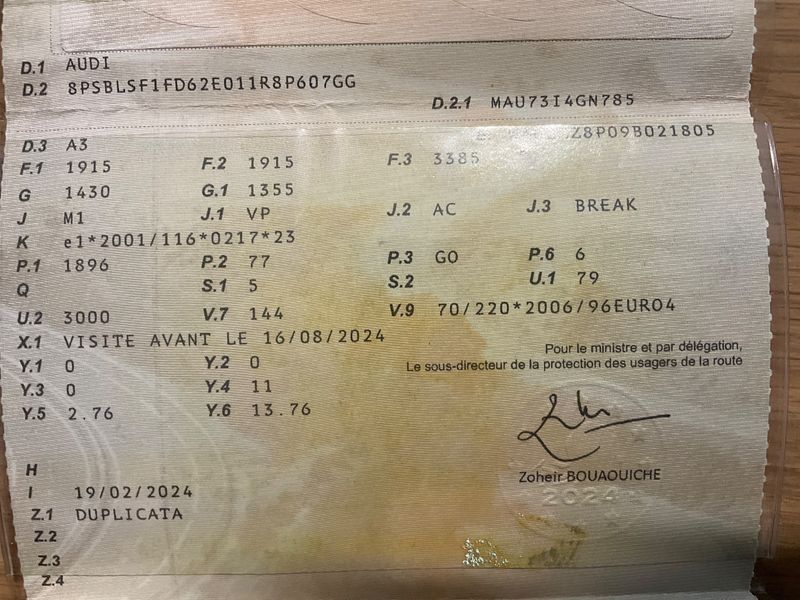 D.1 AUDI
D.2 8PSBLSF1FD62E011R8P607GG
D.2.1 MAU73I4GN785
Z8P09B021805
D.3 A3
F.1 1915 F.2 1915 F.3 3385
G 1430 G.1 1355
J M1 J.1 VP J.2 AC J.3 BREAK
K e1*2001/116*0217*23
P.1 1896 P.2 77 P.3 GO P.6 6
Q S.1 5 S.2 U.1 79
U.2 3000 V.7 144 V.9 70/220*2006/96EURO4
X.1 VISITE AVANT LE 16/08/2024
Y.1 0 Y.2 0
Y.3 0 Y.4 11
Y.5 2.76 Y.6 13.76
Pour le ministre et par délégation,
Le sous-directeur de la protection des usagers de la route
Zoheir BOUAOUICHE
2024
H
I 19/02/2024
Z.1 DUPLICATA
Z.2
Z.3
Z.4